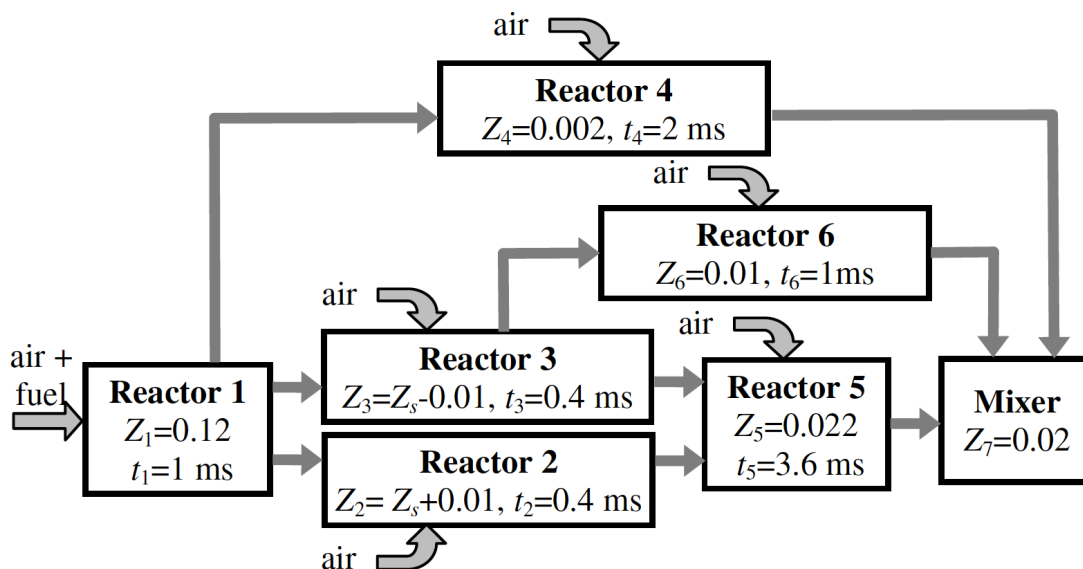 air
Reactor 4
Z4=0.002, t4=2 ms
air
Reactor 6
Z6=0.01, t6=1ms
air
air
air +
fuel
Reactor 1
Z1=0.12
t1=1 ms
Reactor 3
Z3=Zs-0.01, t3=0.4 ms
Reactor 2
Z2= Zs+0.01, t2=0.4 ms
air
Reactor 5
Z5=0.022
t5=3.6 ms
Mixer
Z7=0.02